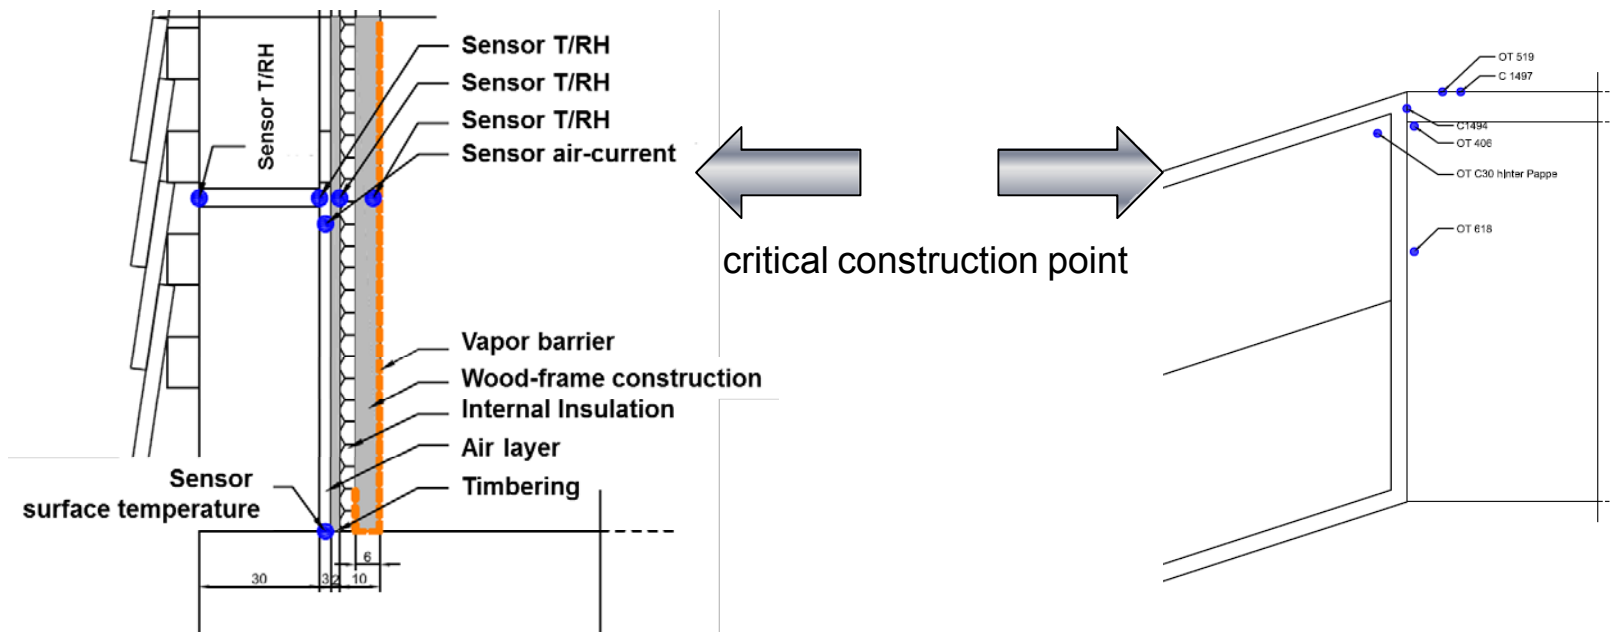 Sensor T/RH
Sensor T/RH
Sensor T/RH
Sensor T/RH
Sensor air-current
Vapor barrier
Wood-frame construction
Internal Insulation
Air layer
Timbering
Sensor
surface temperature
6
30
3
2
10
critical construction point
OT 519
C 1497
C1494
OT 406
OT C30 hinter Pappe
OT 618